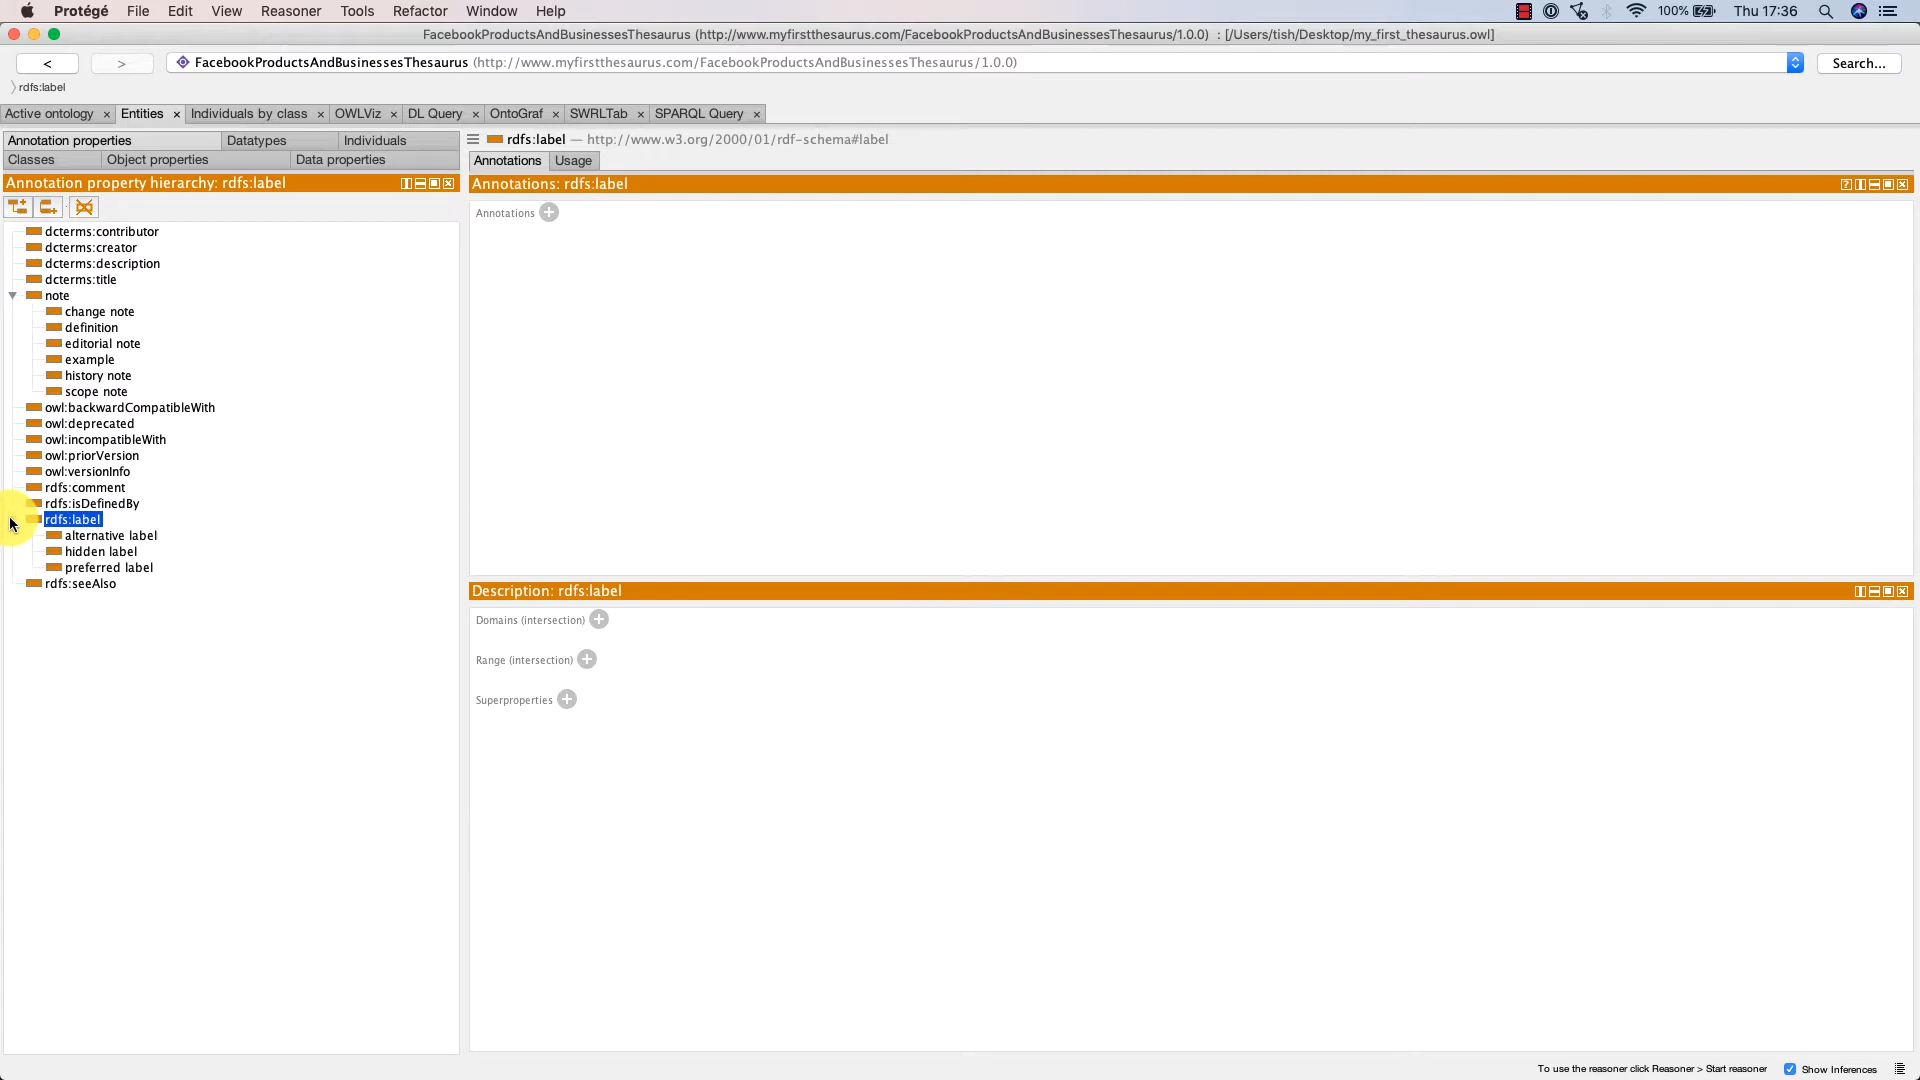 Protégé File Edit View Reasoner Tools Refactor Window Help 100% Thu 17:36
FacebookProductsAndBusinessesThesaurus (http://www.myfirstthesaurus.com/FacebookProductsAndBusinessesThesaurus/1.0.0) : [/Users/tish/Desktop/my_first_thesaurus.owl]
< > FacebookProductsAndBusinessesThesaurus (http://www.myfirstthesaurus.com/FacebookProductsAndBusinessesThesaurus/1.0.0) Search...
rdfs:label
Active ontology × Entities × Individuals by class × OWLViz × DL Query × OntoGraf × SWRLTab × SPARQL Query ×
Annotation properties Datatypes Individuals
Classes Object properties Data properties
Annotation property hierarchy: rdfs:label
dcterms:contributor
dcterms:creator
dcterms:description
dcterms:title
note
change note
definition
editorial note
example
history note
scope note
owl:backwardCompatibleWith
owl:deprecated
owl:incompatibleWith
owl:priorVersion
owl:versionInfo
rdfs:comment
rdfs:isDefinedBy
rdfs:label
alternative label
hidden label
preferred label
rdfs:seeAlso
rdfs:label — http://www.w3.org/2000/01/rdf-schema#label
Annotations Usage
Annotations: rdfs:label
Annotations
Description: rdfs:label
Domains (intersection)
Range (intersection)
Superproperties
To use the reasoner click Reasoner > Start reasoner Show Inferences